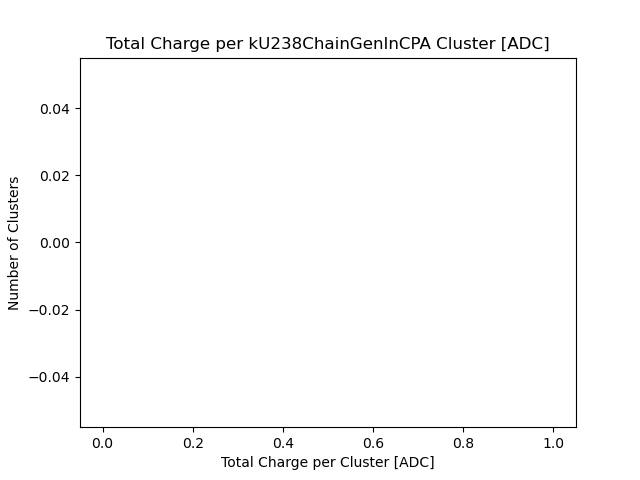 Total Charge per kU238ChainGenInCPA Cluster [ADC]
Number of Clusters
0.04
0.02
0.00
−0.02
−0.04
0.0 0.2 0.4 0.6 0.8 1.0
Total Charge per Cluster [ADC]